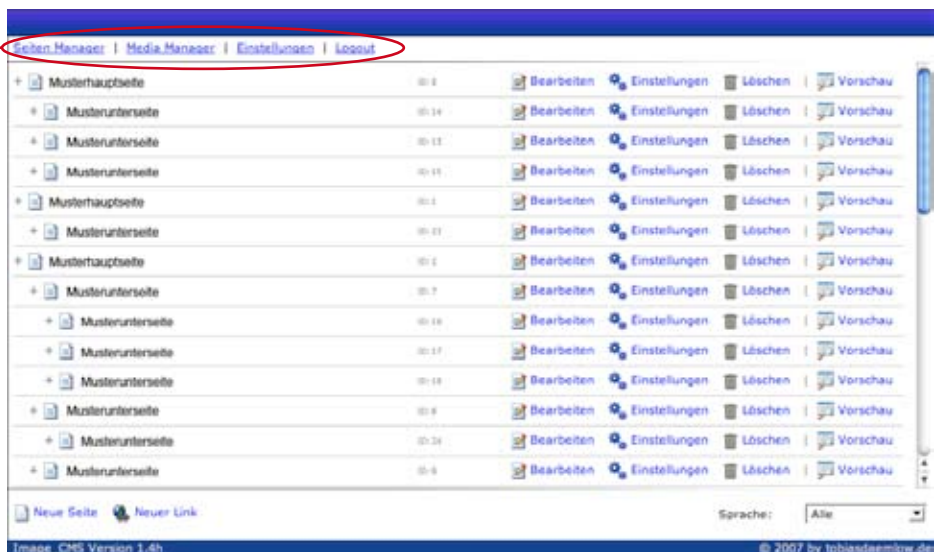 Seiten Manager | Media Manager | Einstellungen | Logout
+ Musterhauptseite Bearbeiten Einstellungen Löschen | Vorschau
+ Musterunterseite Bearbeiten Einstellungen Löschen | Vorschau
+ Musterunterseite Bearbeiten Einstellungen Löschen | Vorschau
+ Musterunterseite Bearbeiten Einstellungen Löschen | Vorschau
+ Musterhauptseite Bearbeiten Einstellungen Löschen | Vorschau
+ Musterunterseite Bearbeiten Einstellungen Löschen | Vorschau
+ Musterhauptseite Bearbeiten Einstellungen Löschen | Vorschau
+ Musterunterseite Bearbeiten Einstellungen Löschen | Vorschau
+ Musterunterseite Bearbeiten Einstellungen Löschen | Vorschau
+ Musterunterseite Bearbeiten Einstellungen Löschen | Vorschau
+ Musterunterseite Bearbeiten Einstellungen Löschen | Vorschau
+ Musterunterseite Bearbeiten Einstellungen Löschen | Vorschau
+ Musterunterseite Bearbeiten Einstellungen Löschen | Vorschau
+ Musterunterseite Bearbeiten Einstellungen Löschen | Vorschau
Neue Seite Neuer Link Sprache: Alle
Image CMS Version 1.4h © 2007 by tobiasdaemlow.de